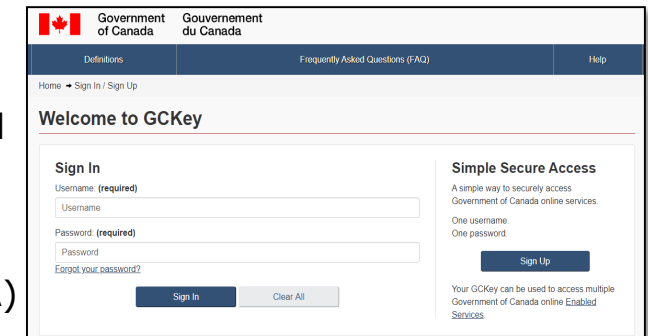 Government Gouvernement
of Canada du Canada
Definitions Frequently Asked Questions (FAQ) Help
Home ➔ Sign In / Sign Up
Welcome to GCKey
Sign In
Username: (required)
Username
Password: (required)
Password
Forgot your password?
Sign In Clear All
Simple Secure Access
A simple way to securely access
Government of Canada online services.
One username.
One password.
Sign Up
Your GCKey can be used to access multiple
Government of Canada online Enabled
Services.
)